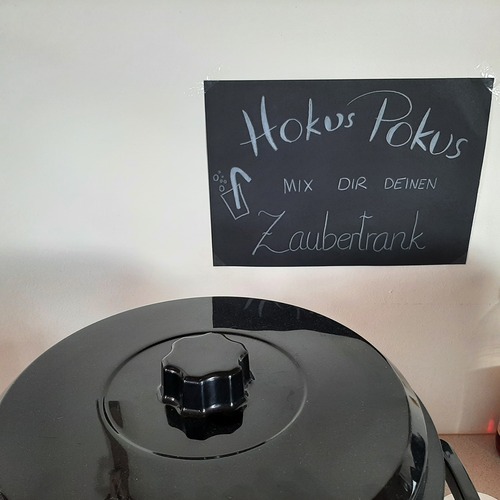 Hokus Pokus
MIX DIR DEINEN
Zaubertrank